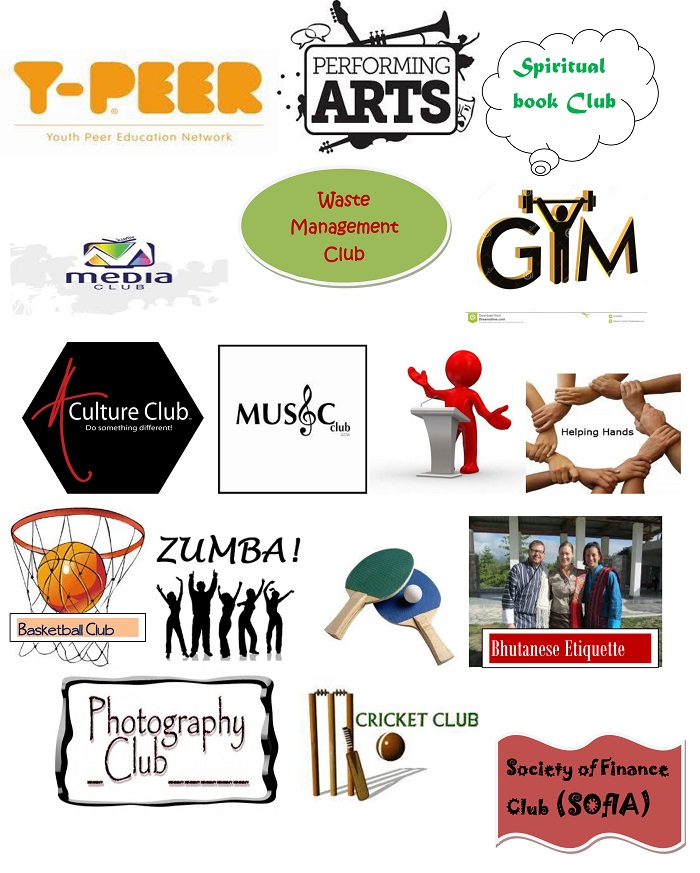 Y-PEER
®
Youth Peer Education Network
PERFORMING
ARTS
Spiritual
book Club
MEDIA
CLUB
Waste
Management
Club
GYM
Culture Club
Do something different!
MUSIC
club
Helping Hands
Basketball Club
ZUMBA!
Bhutanese Etiquette
Photography
Club
CRICKET CLUB
Society of Finance
Club (SOfIA)